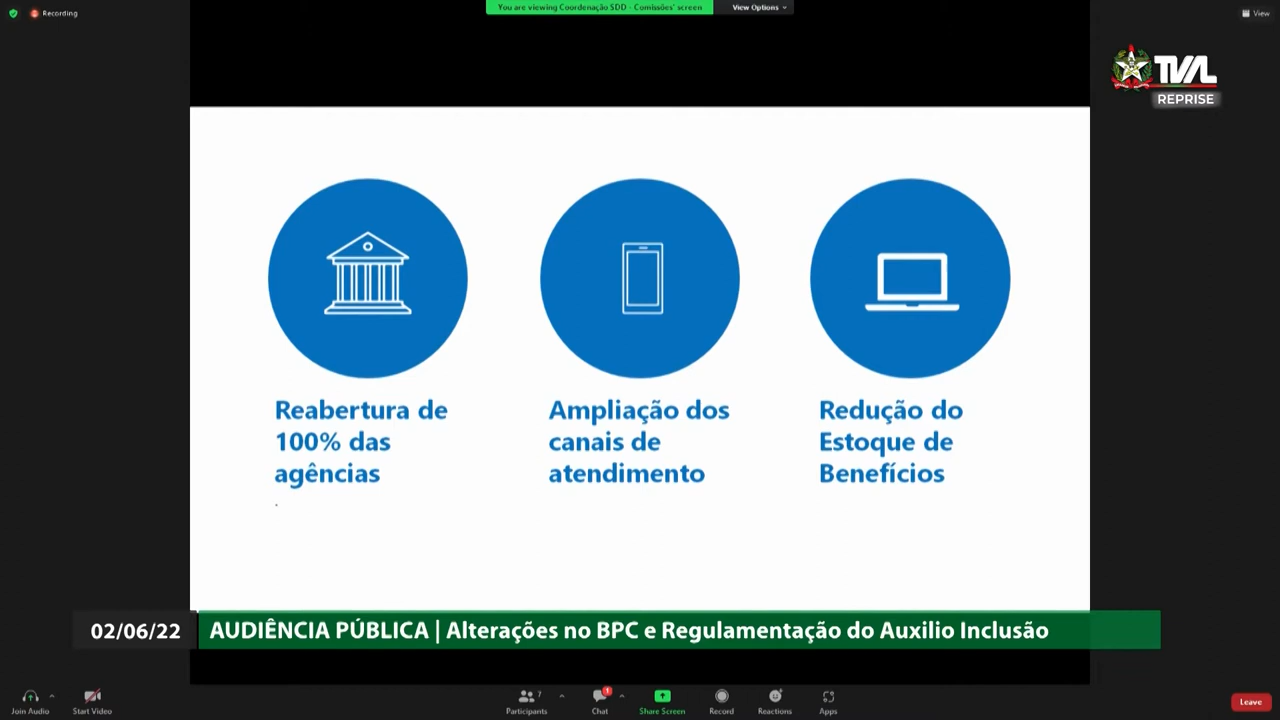 Recording
You are viewing Coordenação SDD - Comissões' screen
View Options
View
TVAL
REPRISE
Reabertura de
100% das
agências
.
Ampliação dos
canais de
atendimento
Redução do
Estoque de
Benefícios
02/06/22
AUDIÊNCIA PÚBLICA | Alterações no BPC e Regulamentação do Auxilio Inclusão
Join Audio
Start Video
7
Participants
1
Chat
Share Screen
Record
Reactions
Apps
Leave